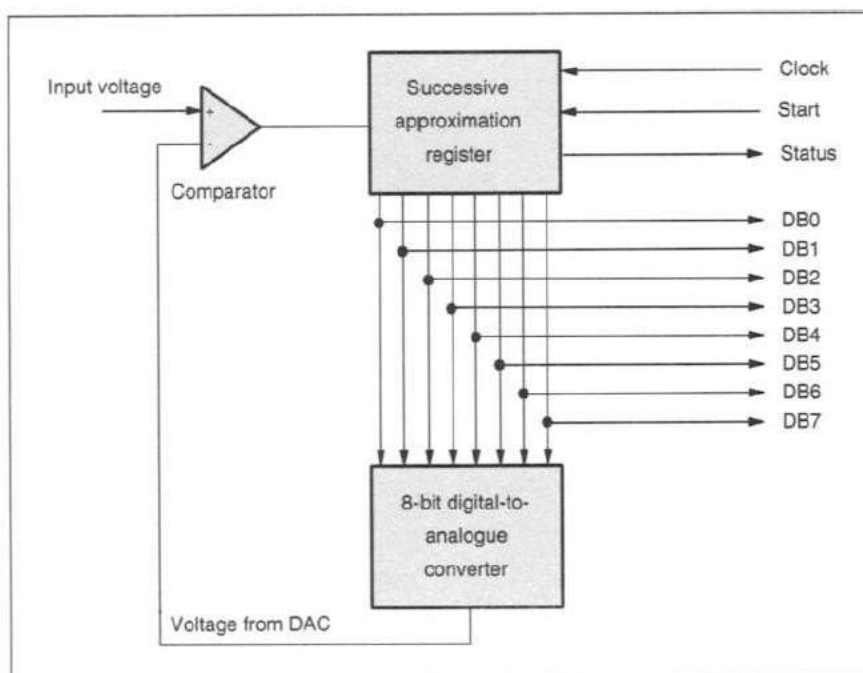 Input voltage
+
-
Comparator
Successive
approximation
register
Clock
Start
Status
DB0
DB1
DB2
DB3
DB4
DB5
DB6
DB7
8-bit digital-to-
analogue
converter
Voltage from DAC